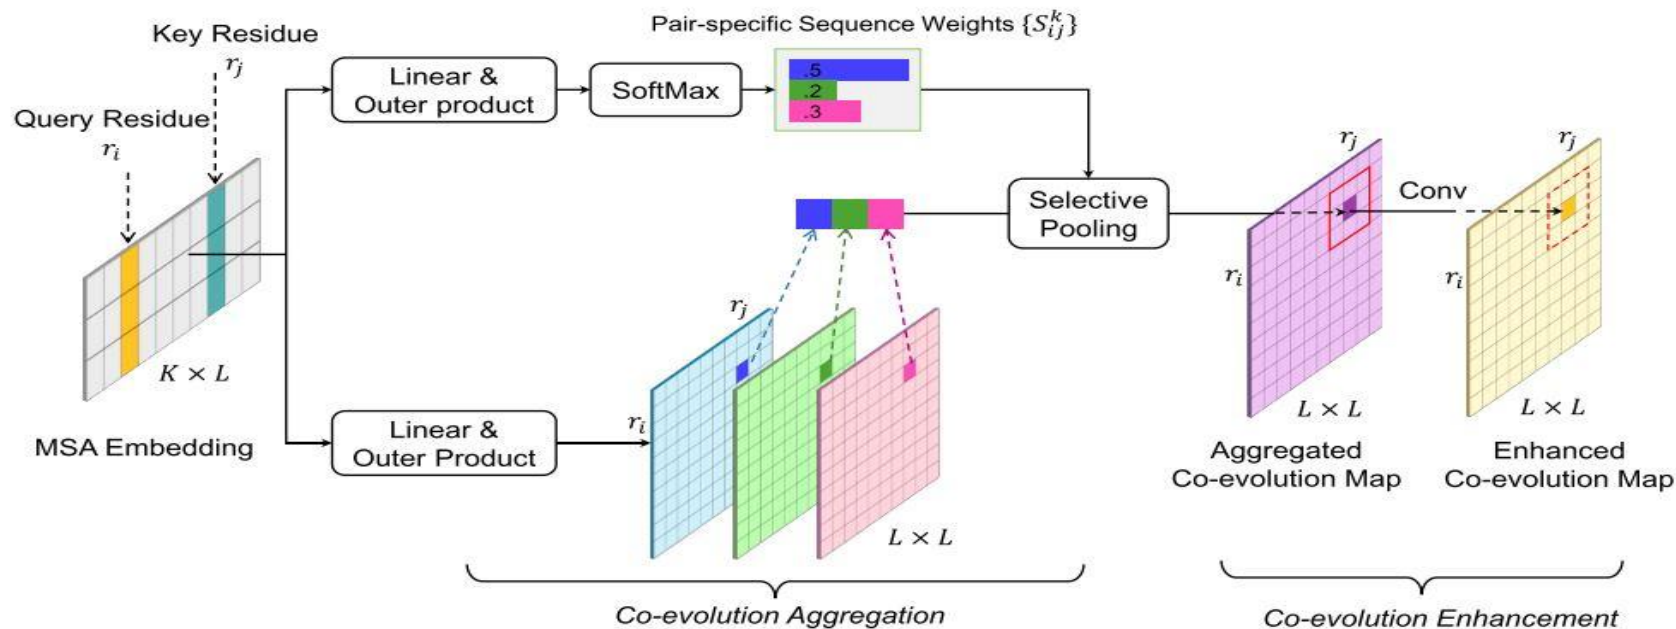 Pair-specific Sequence Weights {S_{ij}^k}
Key Residue
r_j
Query Residue
r_i
Linear &
Outer product
SoftMax
.5
.2
.3
K × L
MSA Embedding
Linear &
Outer Product
r_i
r_j
L × L
Selective
Pooling
r_j
r_i
L × L
Aggregated
Co-evolution Map
Conv
r_j
r_i
L × L
Enhanced
Co-evolution Map
Co-evolution Aggregation
Co-evolution Enhancement